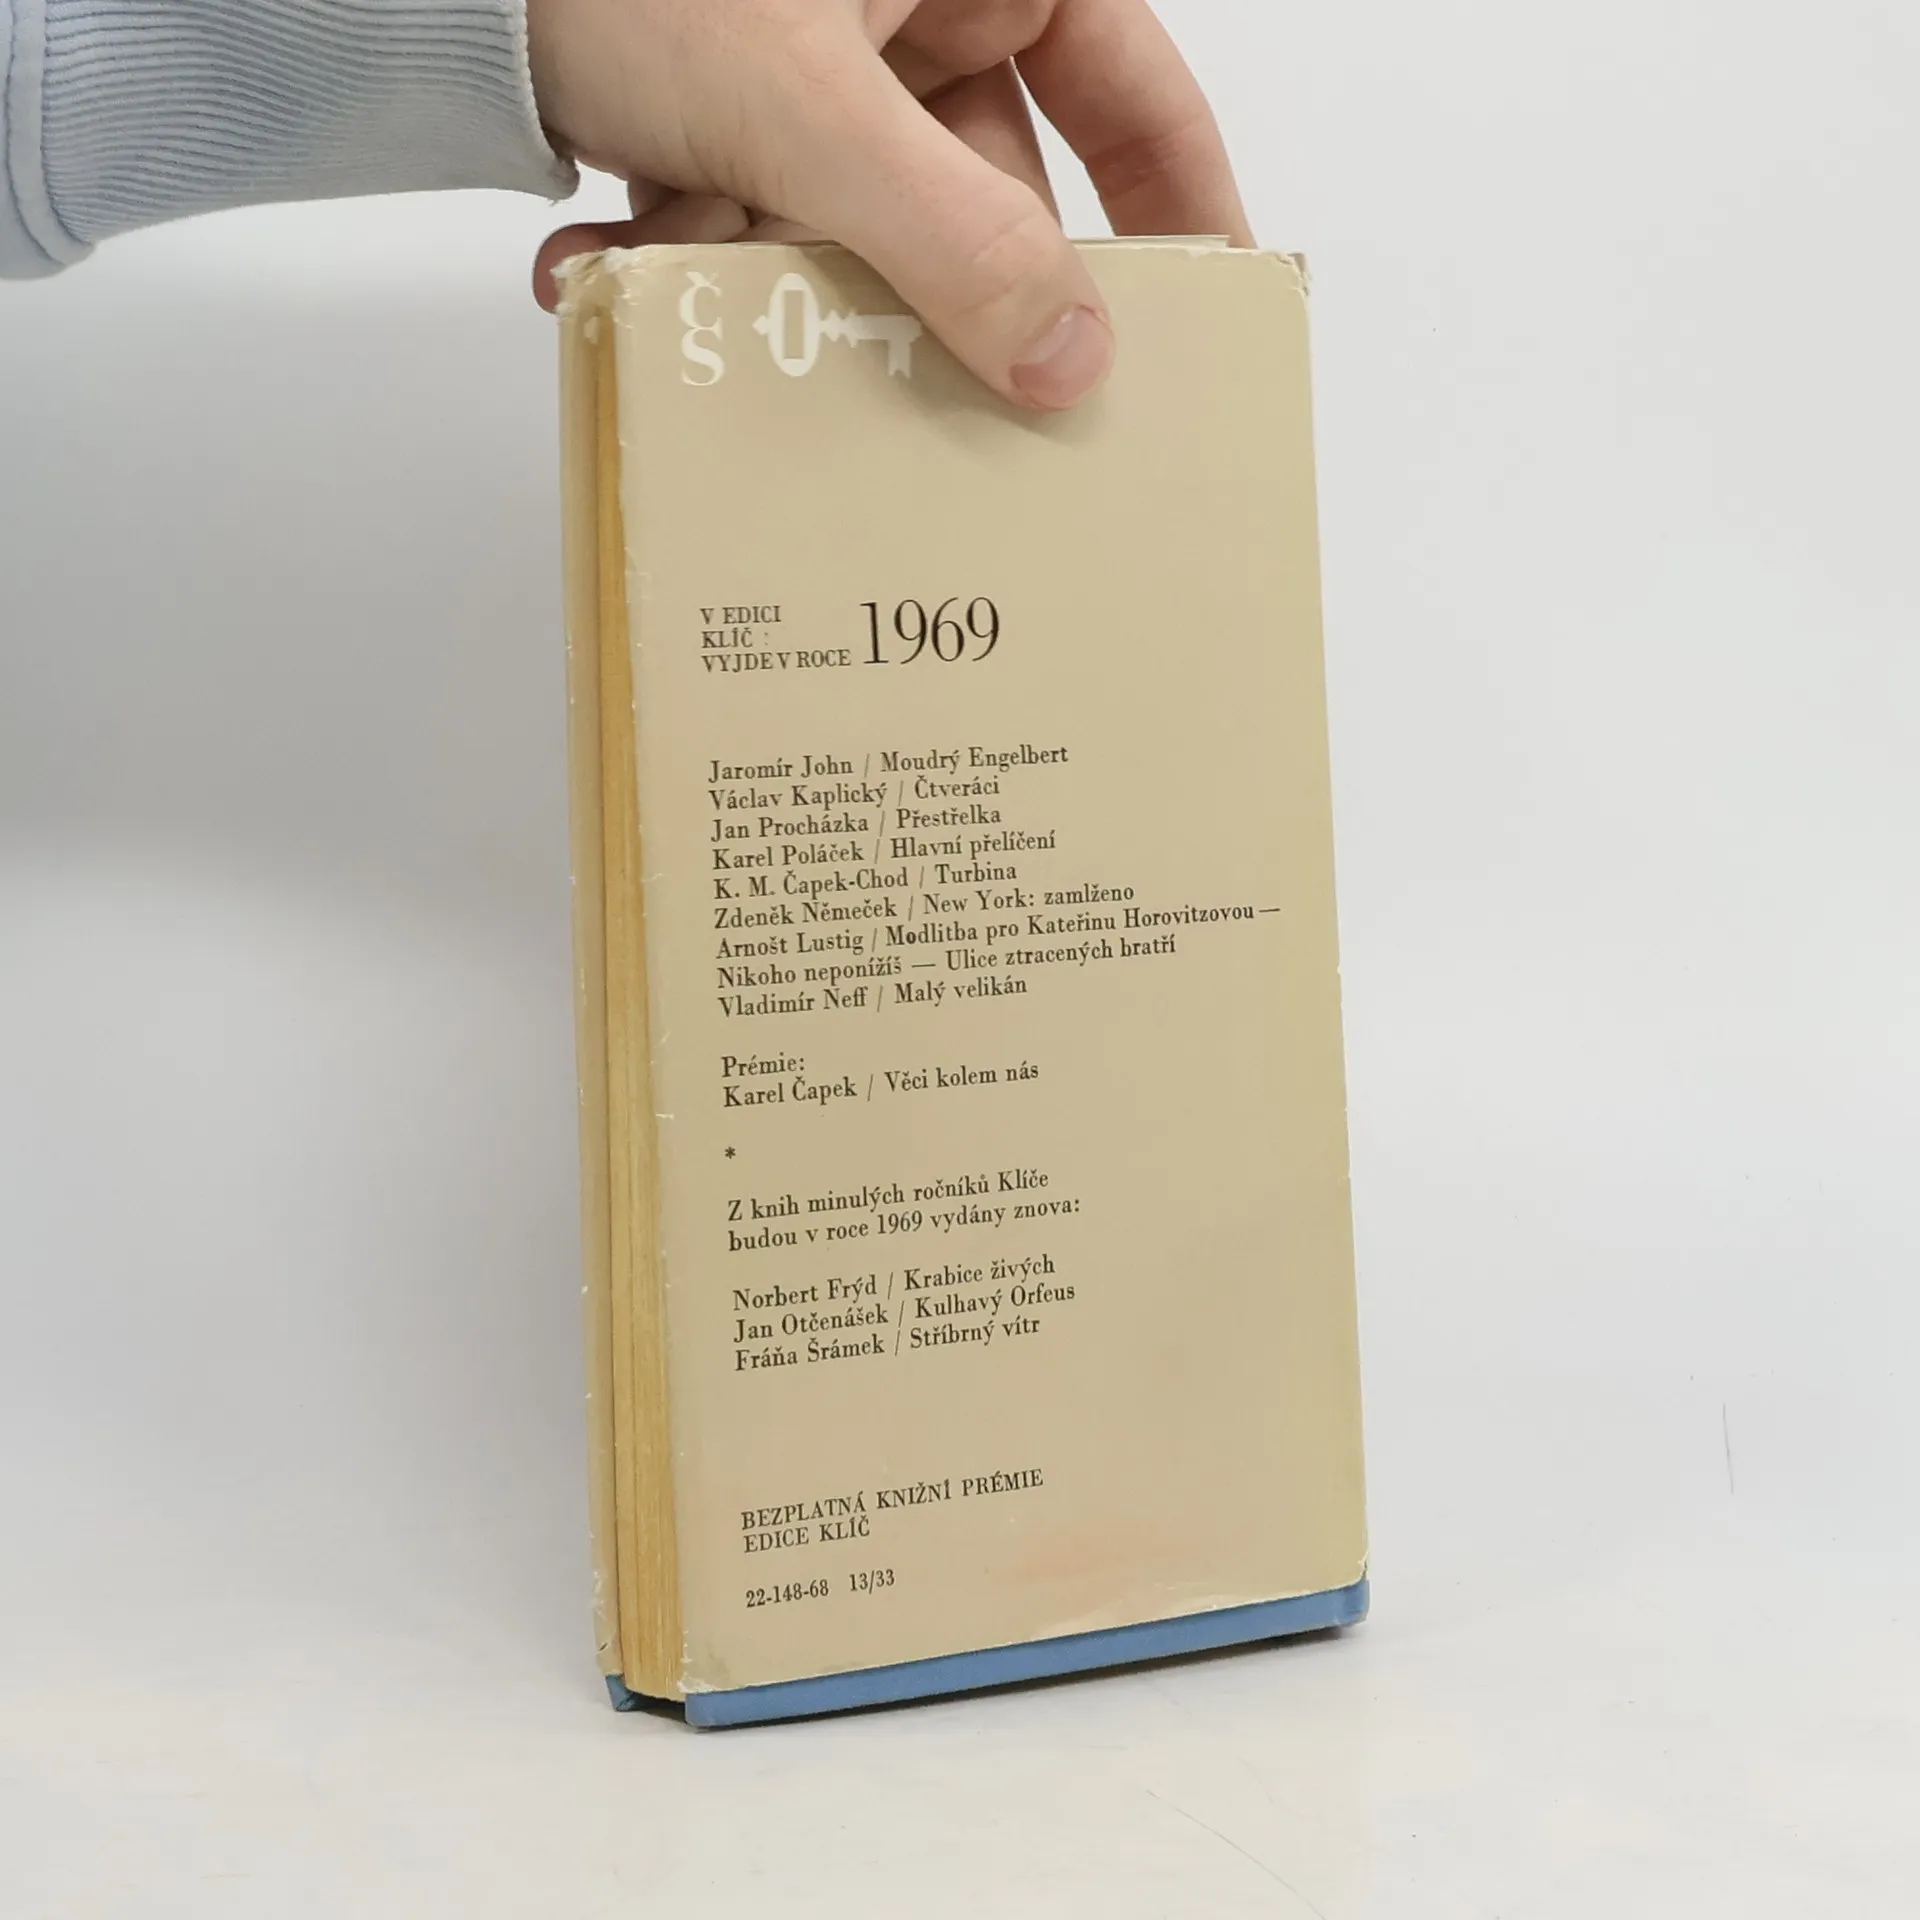 Č
S
V EDICI
KLÍČ :
VYJDE V ROCE 1969
Jaromír John / Moudrý Engelbert
Václav Kaplický / Čtveráci
Jan Procházka / Přestřelka
Karel Poláček / Hlavní přelíčení
K. M. Čapek-Chod / Turbina
Zdeněk Němeček / New York: zamlženo
Arnošt Lustig / Modlitba pro Kateřinu Horovitzovou —
Nikoho neponížíš — Ulice ztracených bratří
Vladimír Neff / Malý velikán
Prémie:
Karel Čapek / Věci kolem nás
*
Z knih minulých ročníků Klíče
budou v roce 1969 vydány znova:
Norbert Frýd / Krabice živých
Jan Otčenášek / Kulhavý Orfeus
Fráňa Šrámek / Stříbrný vítr
BEZPLATNÁ KNIŽNÍ PRÉMIE
EDICE KLÍČ
22-148-68 13/33